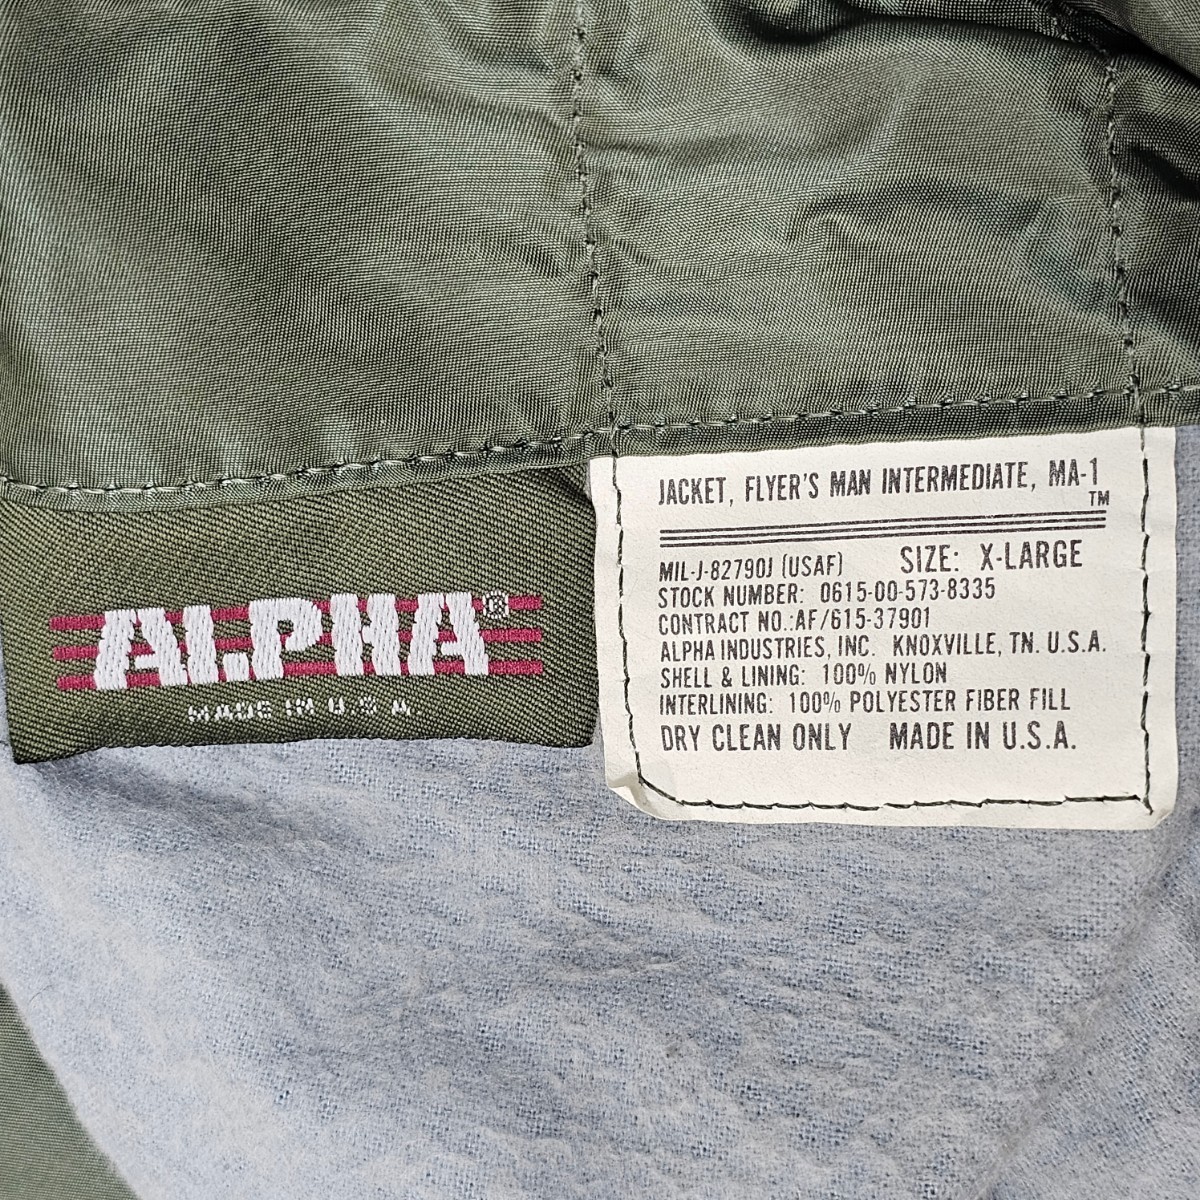 ALPHA®
MADE IN U.S.A.
JACKET, FLYER'S MAN INTERMEDIATE, MA-1
TM
MIL-J-82790J (USAF) SIZE: X-LARGE
STOCK NUMBER: 0615-00-573-8335
CONTRACT NO.:AF/615-37901
ALPHA INDUSTRIES, INC. KNOXVILLE, TN. U.S.A.
SHELL & LINING: 100% NYLON
INTERLINING: 100% POLYESTER FIBER FILL
DRY CLEAN ONLY MADE IN U.S.A.